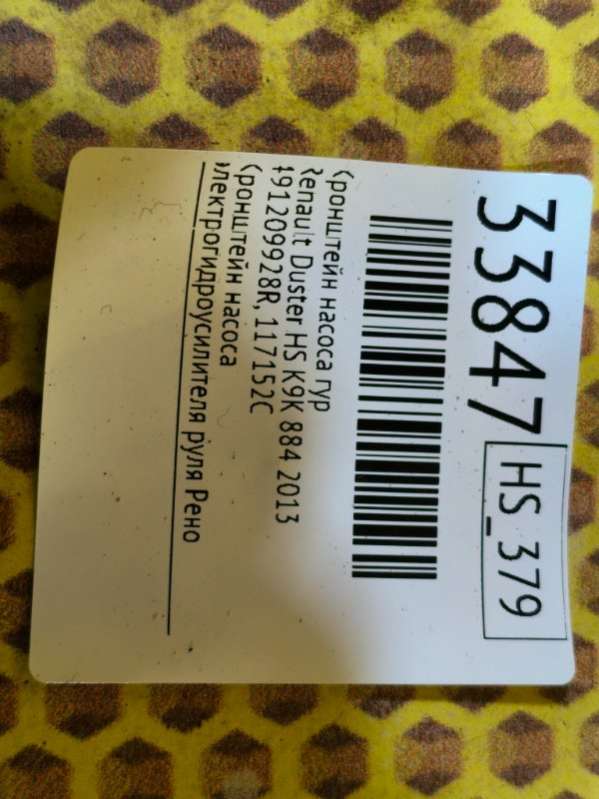 33847 HS_379
Кронштейн насоса гур
Renault Duster HS K9K 884 2013
491209928R, 117152C
Кронштейн насоса
электрогидроусилителя руля Рено